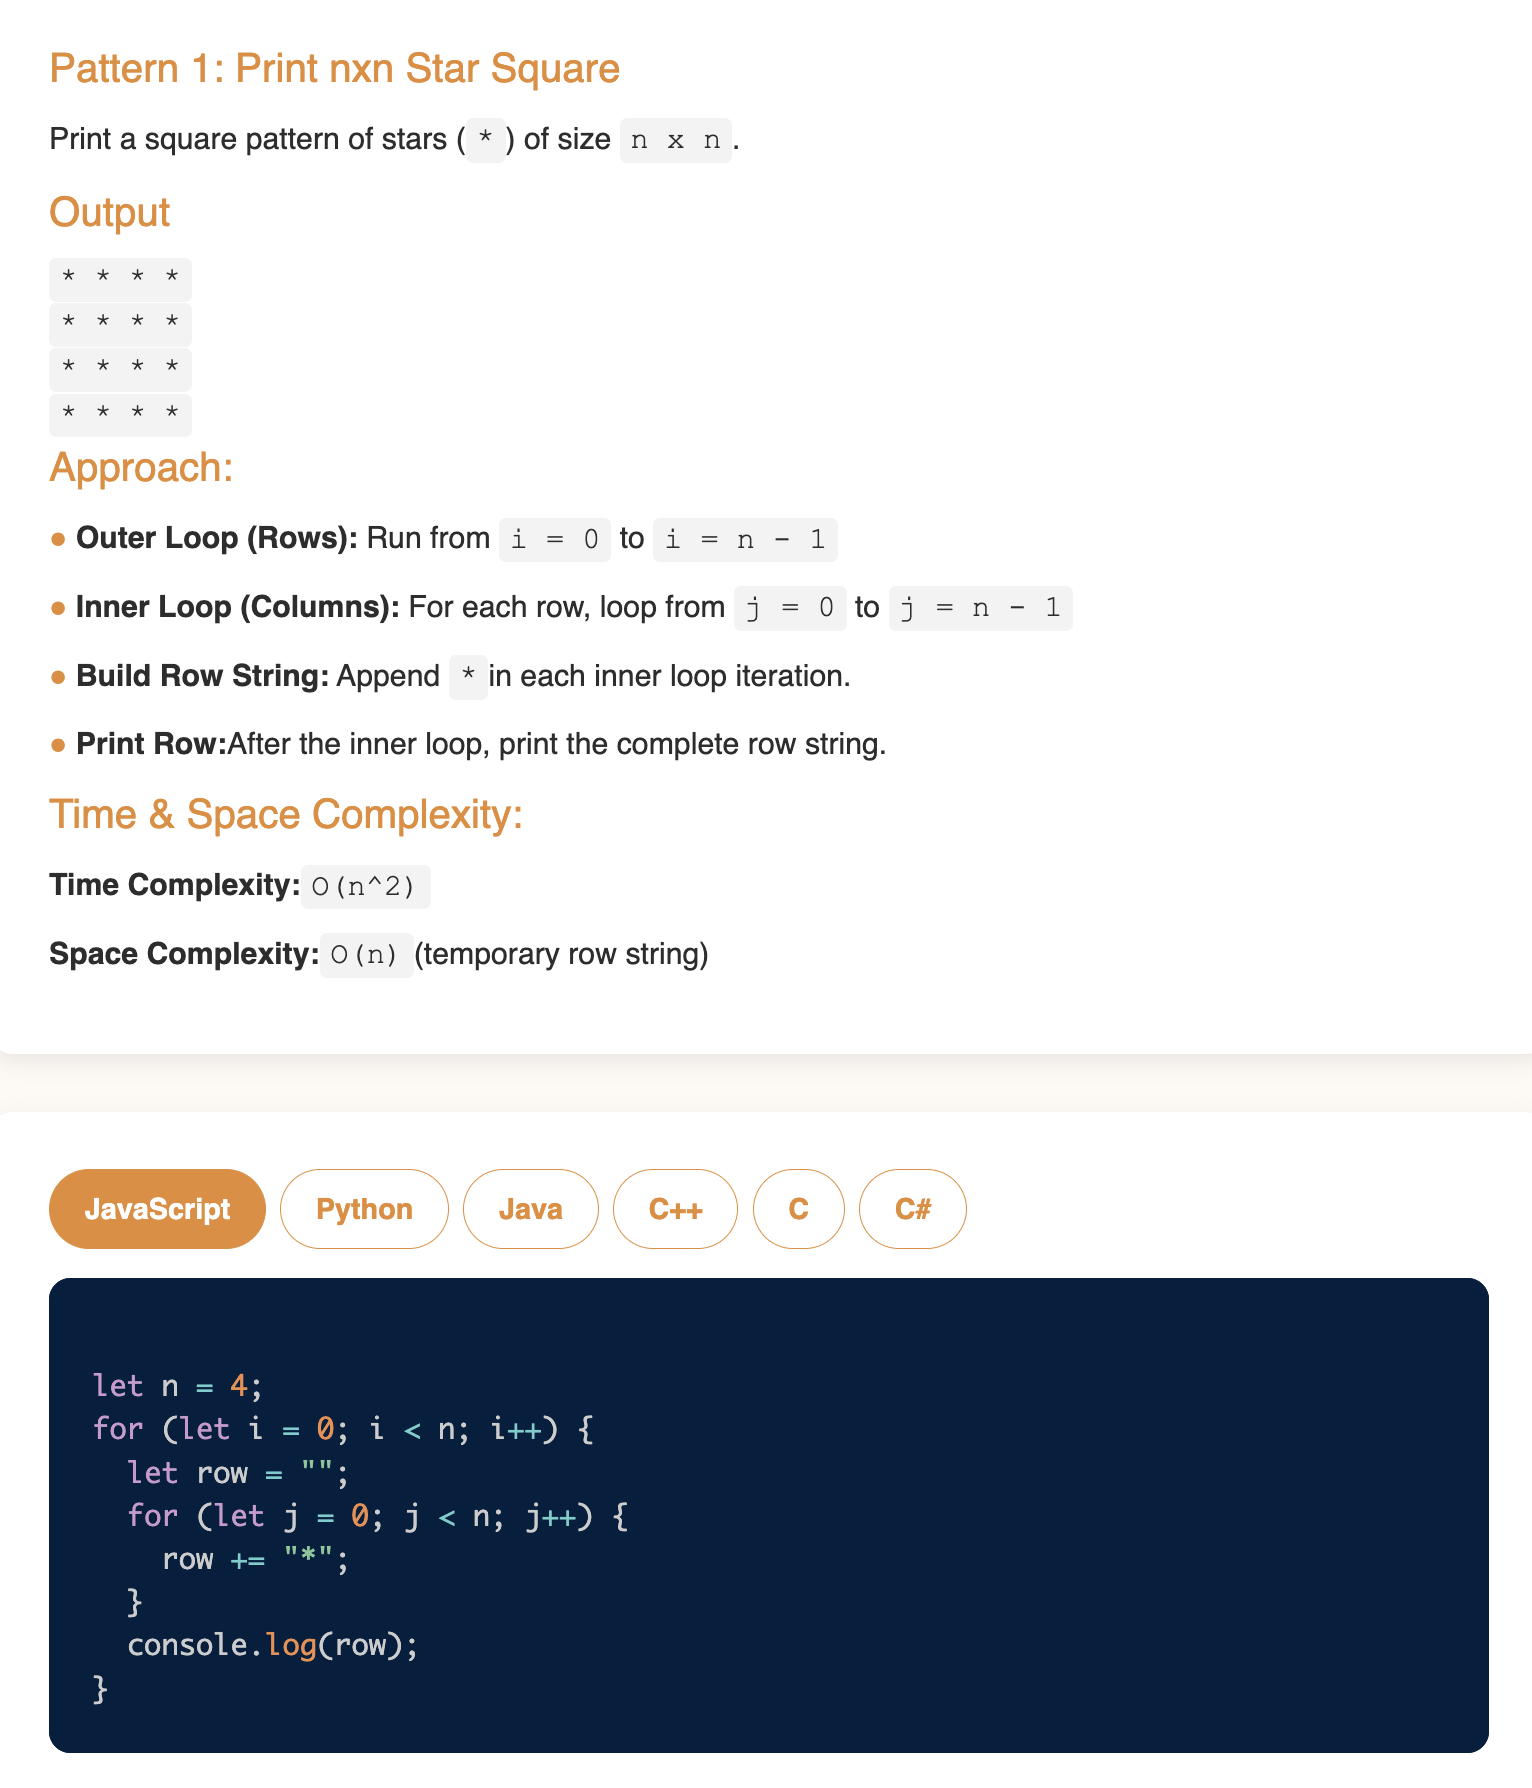 Pattern 1: Print nxn Star Square
Print a square pattern of stars ( * ) of size n x n .
Output
* * * *
* * * *
* * * *
* * * *
Approach:
● Outer Loop (Rows): Run from i = 0 to i = n - 1
● Inner Loop (Columns): For each row, loop from j = 0 to j = n - 1
● Build Row String: Append * in each inner loop iteration.
● Print Row:After the inner loop, print the complete row string.
Time & Space Complexity:
Time Complexity: O(n^2)
Space Complexity: O(n) (temporary row string)
JavaScript Python Java C++ C C#
let n = 4;
for (let i = 0; i < n; i++) {
  let row = "";
  for (let j = 0; j < n; j++) {
    row += "*";
  }
  console.log(row);
}